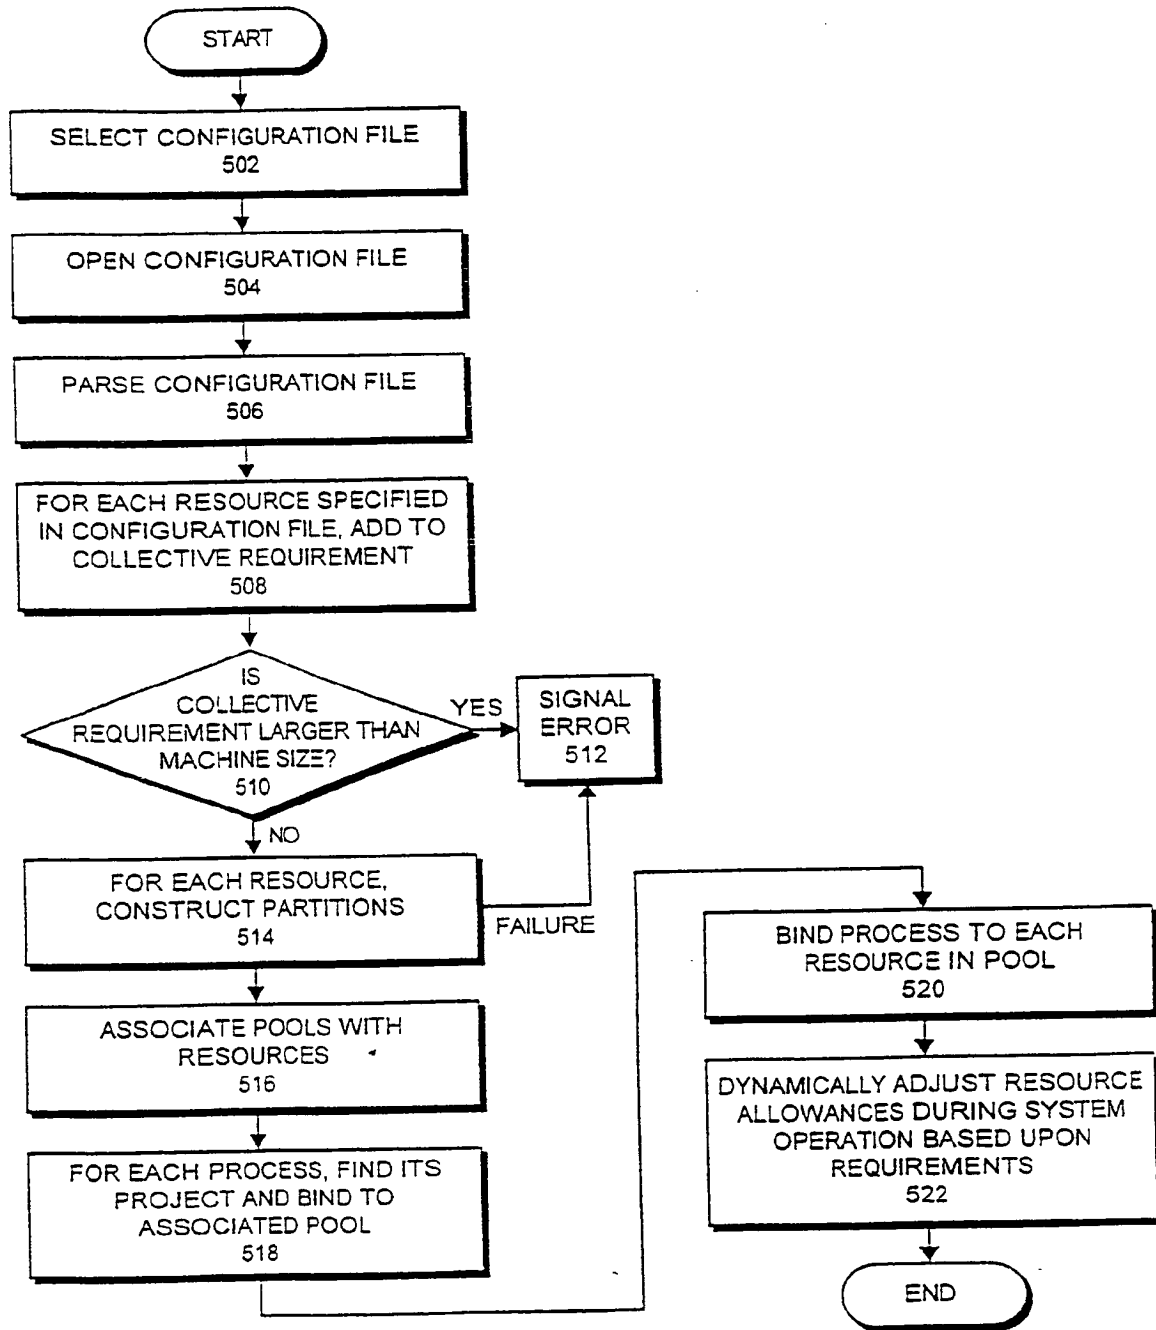 START
SELECT CONFIGURATION FILE
502
OPEN CONFIGURATION FILE
504
PARSE CONFIGURATION FILE
506
FOR EACH RESOURCE SPECIFIED
IN CONFIGURATION FILE, ADD TO
COLLECTIVE REQUIREMENT
508
IS
COLLECTIVE
REQUIREMENT LARGER THAN
MACHINE SIZE?
510
YES
SIGNAL
ERROR
512
NO
FOR EACH RESOURCE,
CONSTRUCT PARTITIONS
514
FAILURE
ASSOCIATE POOLS WITH
RESOURCES
516
FOR EACH PROCESS, FIND ITS
PROJECT AND BIND TO
ASSOCIATED POOL
518
BIND PROCESS TO EACH
RESOURCE IN POOL
520
DYNAMICALLY ADJUST RESOURCE
ALLOWANCES DURING SYSTEM
OPERATION BASED UPON
REQUIREMENTS
522
END